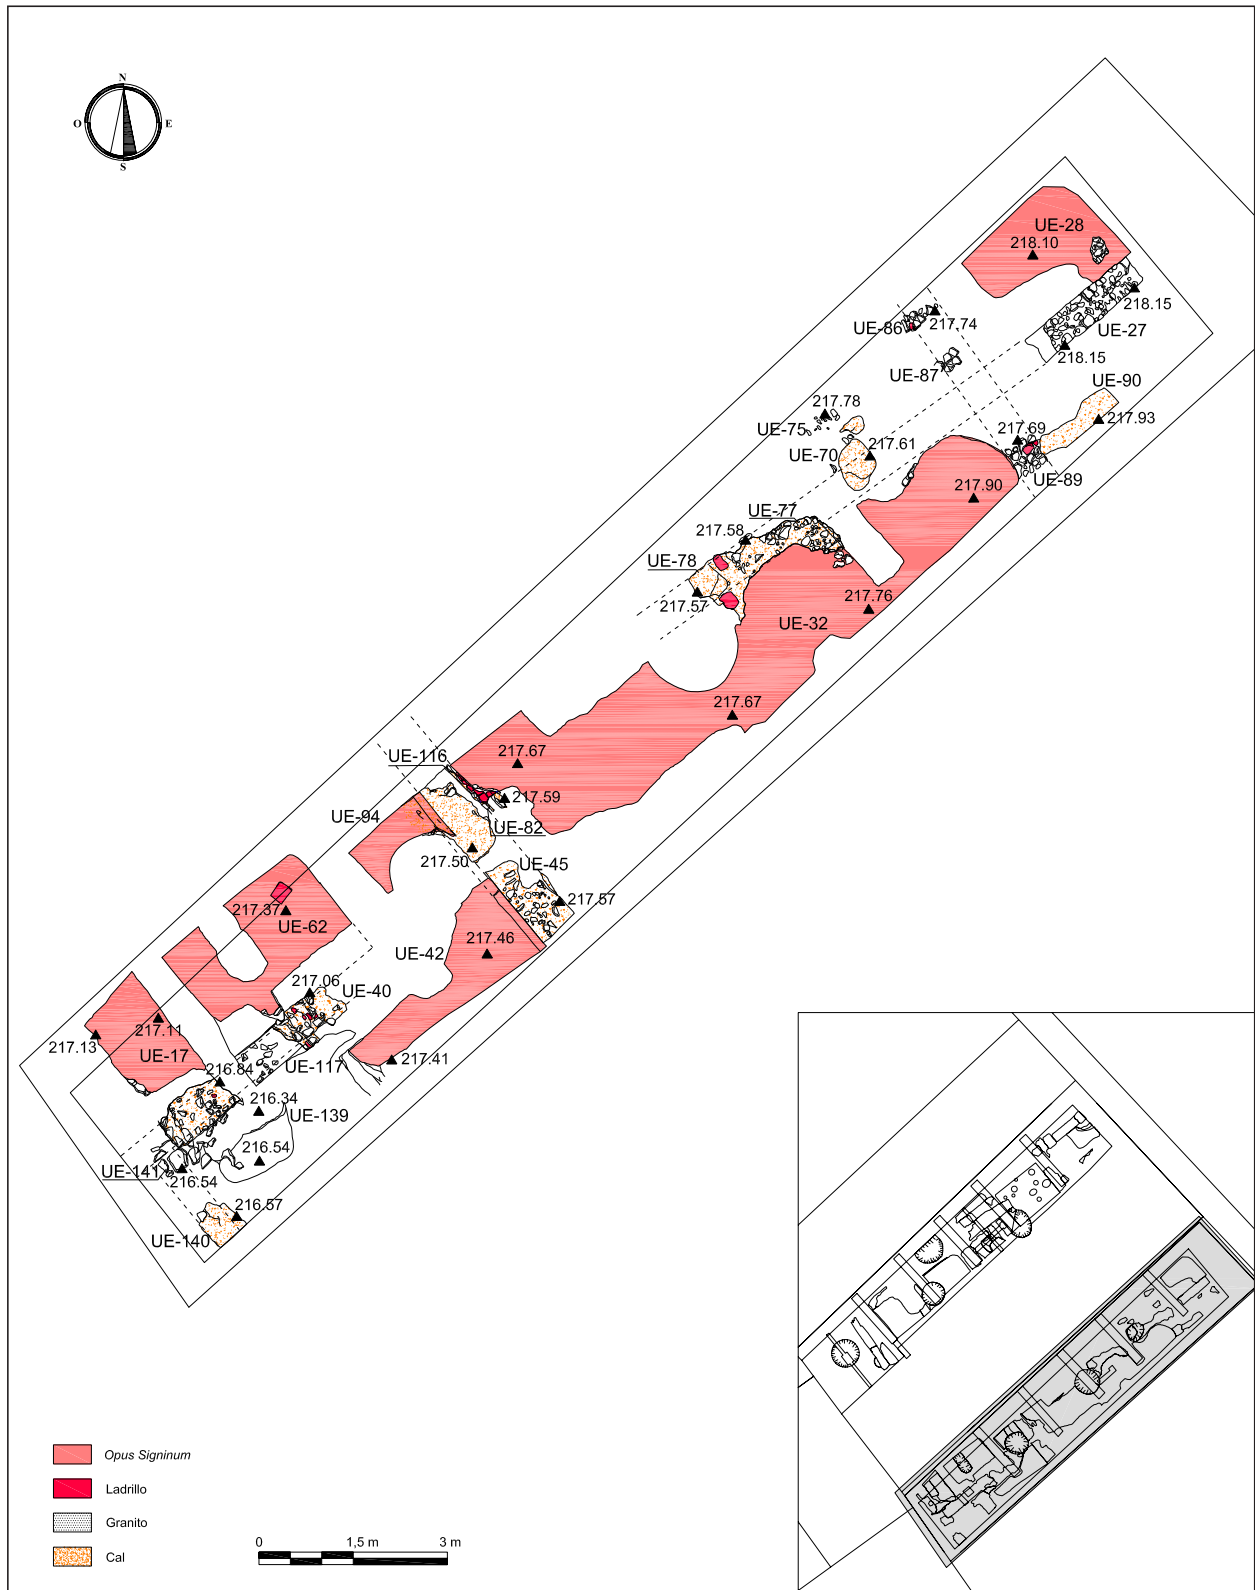 N
O
E
S
UE-28
218.10
218.15
UE-27
UE-86
217.74
218.15
UE-87
UE-90
217.78
217.93
UE-75
217.69
217.61
UE-70
UE-89
217.90
UE-77
217.58
UE-78
217.57
217.76
UE-32
217.67
UE-116
217.67
217.59
UE-94
UE-82
217.50
UE-45
217.57
217.37
UE-62
217.46
UE-42
217.06
UE-40
217.11
217.13
UE-17
UE-117
217.41
216.84
216.34
UE-139
216.54
UE-141
216.54
216.57
UE-140
Opus Signinum
Ladrillo
Granito
Cal
0
1,5 m
3 m